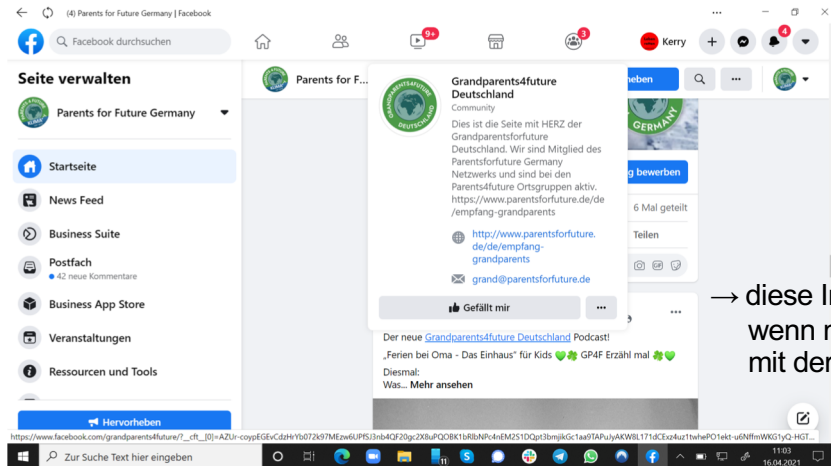 (4) Parents for Future Germany | Facebook
Facebook durchsuchen
9+
3
Kerry
4
Seite verwalten
Parents for Future Germany
Startseite
News Feed
Business Suite
Postfach
42 neue Kommentare
Business App Store
Veranstaltungen
Ressourcen und Tools
Hervorheben
Parents for F...
heben
GRANDPARENTS4FUTURE
DEUTSCHLAND
Grandparents4future
Deutschland
Community
Dies ist die Seite mit HERZ der
Grandparentsforfuture
Deutschland. Wir sind Mitglied des
Parentsforfuture Germany
Netzwerks und sind bei den
Parents4future Ortsgruppen aktiv.
https://www.parentsforfuture.de/de
/empfang-grandparents
http://www.parentsforfuture.
de/de/empfang-
grandparents
grand@parentsforfuture.de
Gefällt mir
GERMANY
g bewerben
6 Mal geteilt
Teilen
GIF
Der neue Grandparents4future Deutschland Podcast!
„Ferien bei Oma - Das Einhaus" für Kids 💚🍀 GP4F Erzähl mal 🍀💚
Diesmal:
Was... Mehr ansehen
→ diese I
wenn
mit der
Zur Suche Text hier eingeben
11
11:03
16.04.2021